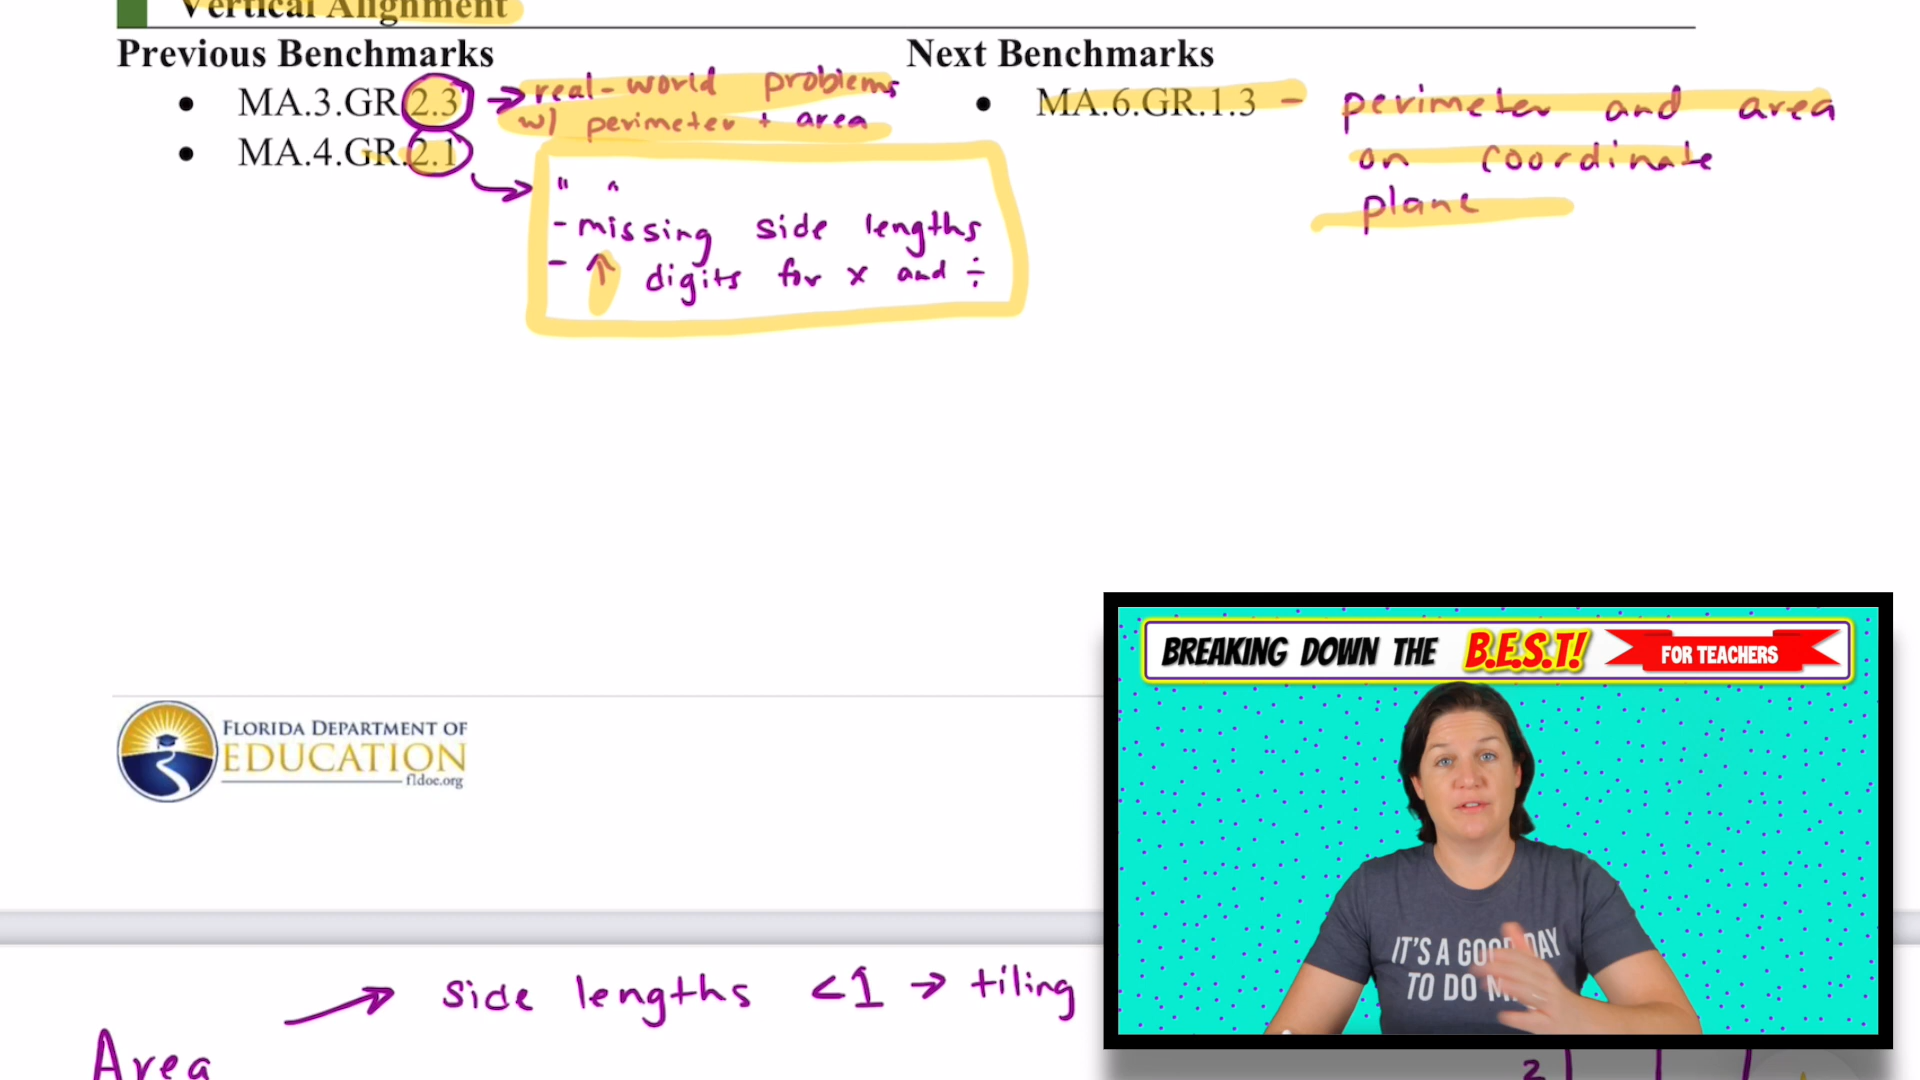 Vertical Alignment
Previous Benchmarks
MA.3.GR.2.3 → real-world problems
w/ perimeter + area
MA.4.GR.2.1
" "
- missing side lengths
- ↑ digits for x and ÷
Next Benchmarks
MA.6.GR.1.3 - perimeter and area
on coordinate
plane
FLORIDA DEPARTMENT OF
EDUCATION
fldoe.org
BREAKING DOWN THE B.E.S.T! FOR TEACHERS
IT'S A GOOD DAY
TO DO
side lengths <1 → tiling
Area
2